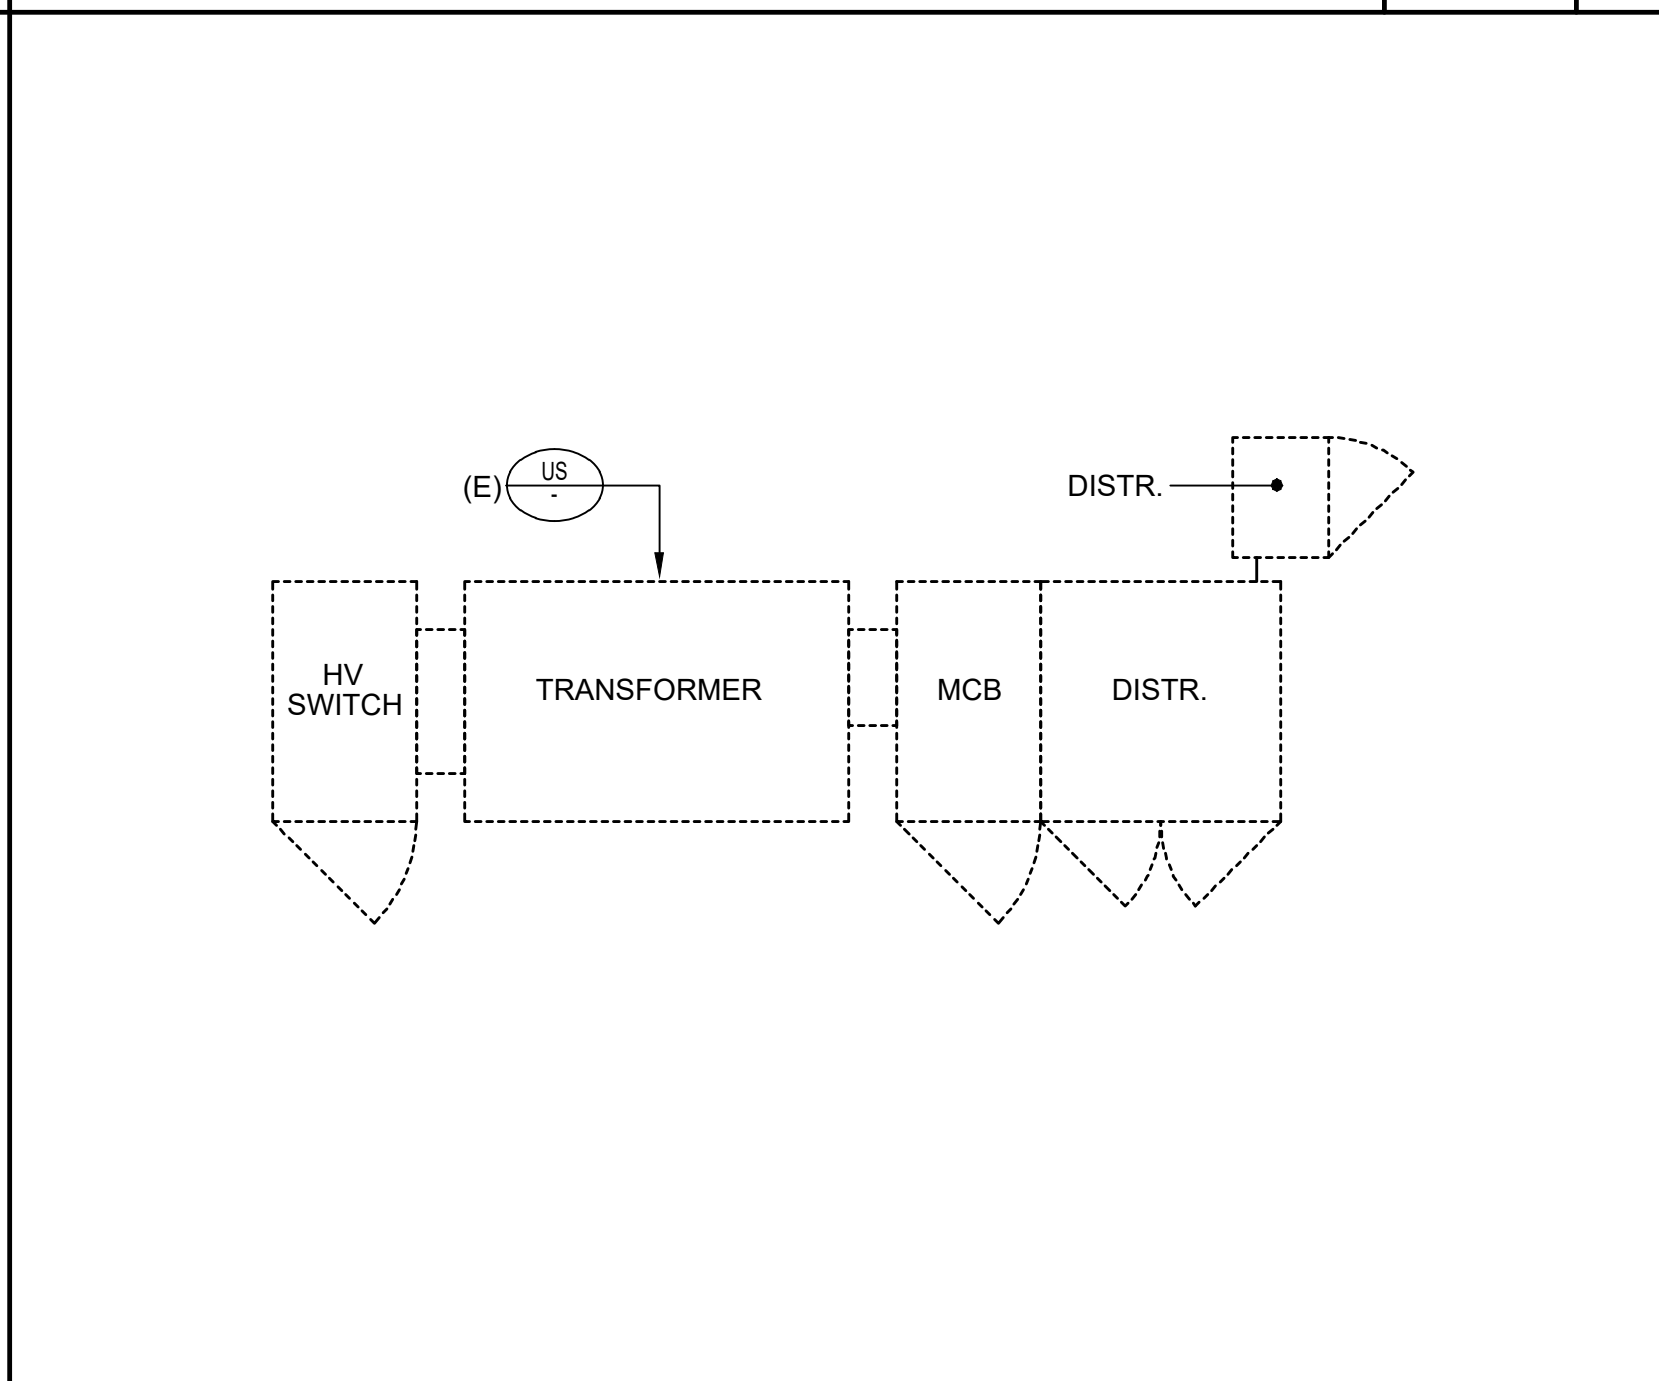 US
(E)
-
DISTR.
HV
SWITCH
TRANSFORMER
MCB
DISTR.